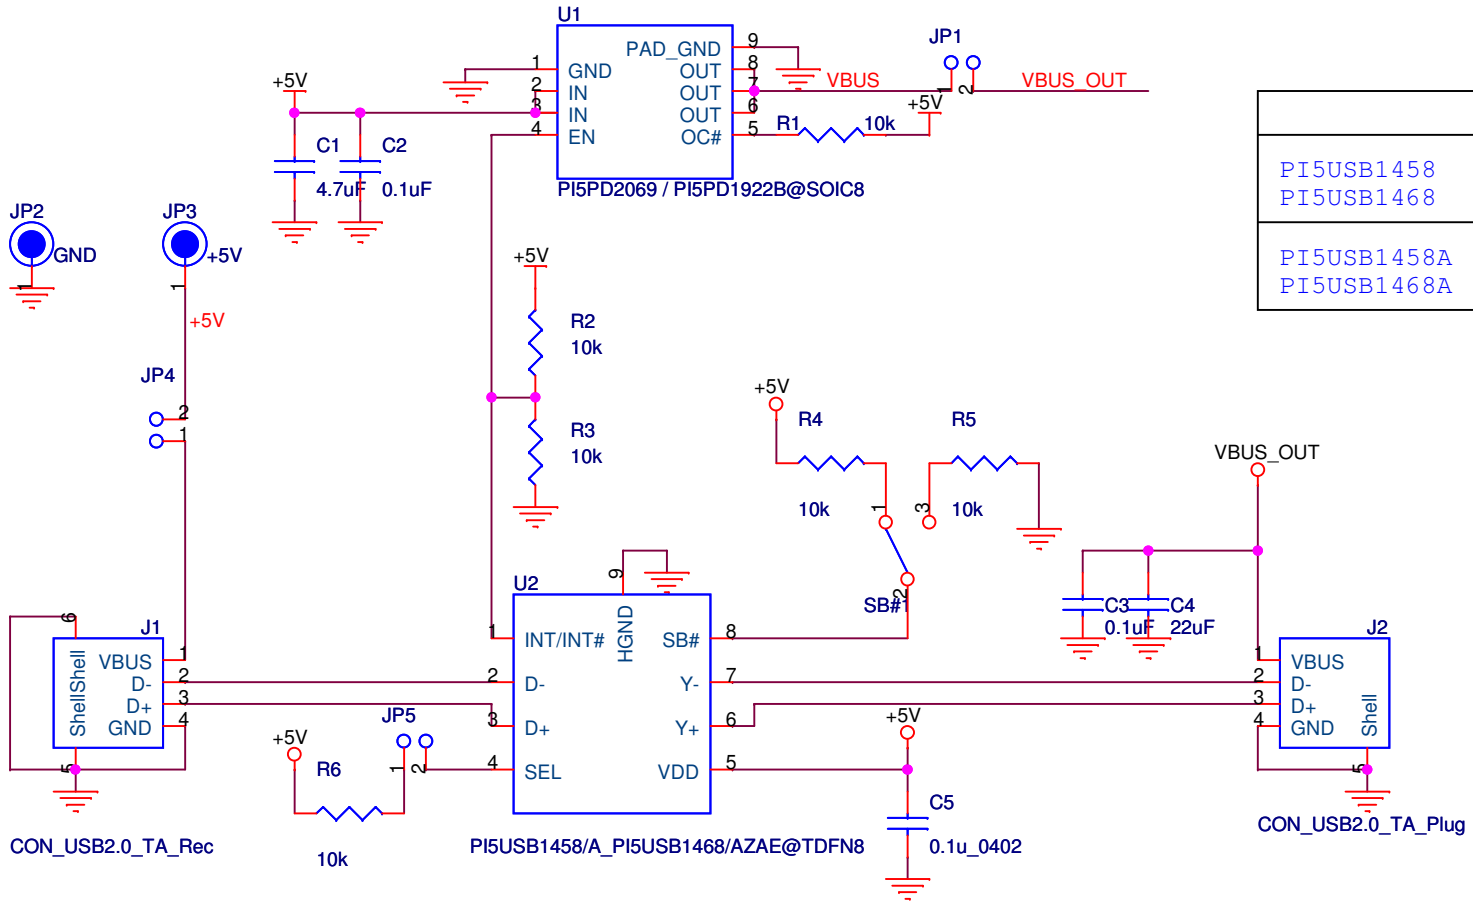 U1
JP1
PAD_GND 9
1 GND OUT 8
2 IN OUT 7
3 IN OUT 6
4 EN OC# 5
VBUS
1
2
VBUS_OUT
+5V
+5V
R1 10k
C1 C2
4.7uF 0.1uF
PI5PD2069 / PI5PD1922B@SOIC8
PI5USB1458
PI5USB1468
PI5USB1458A
PI5USB1468A
JP2 JP3
GND +5V
1
1
+5V
+5V
R2
10k
JP4
2
1
R3
10k
+5V
R4 R5
10k 10k
1
3
2
SB#1
VBUS_OUT
C3 C4
0.1uF 22uF
U2
9
HGND
1 INT/INT# SB# 8
2 D- Y- 7
3 D+ Y+ 6
4 SEL VDD 5
J1
6
ShellShell
VBUS 1
D- 2
D+ 3
GND 4
5
JP5
1
2
+5V
R6
10k
+5V
C5
0.1u_0402
J2
1 VBUS
2 D-
3 D+
4 GND
Shell
5
CON_USB2.0_TA_Rec
PI5USB1458/A_PI5USB1468/AZAE@TDFN8
CON_USB2.0_TA_Plug